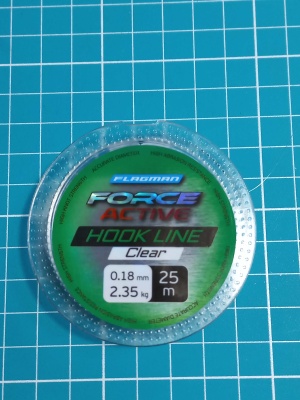 FLAGMAN
FORCE
ACTIVE
HOOK LINE
Clear
0.18 mm
2.35 kg
25
m